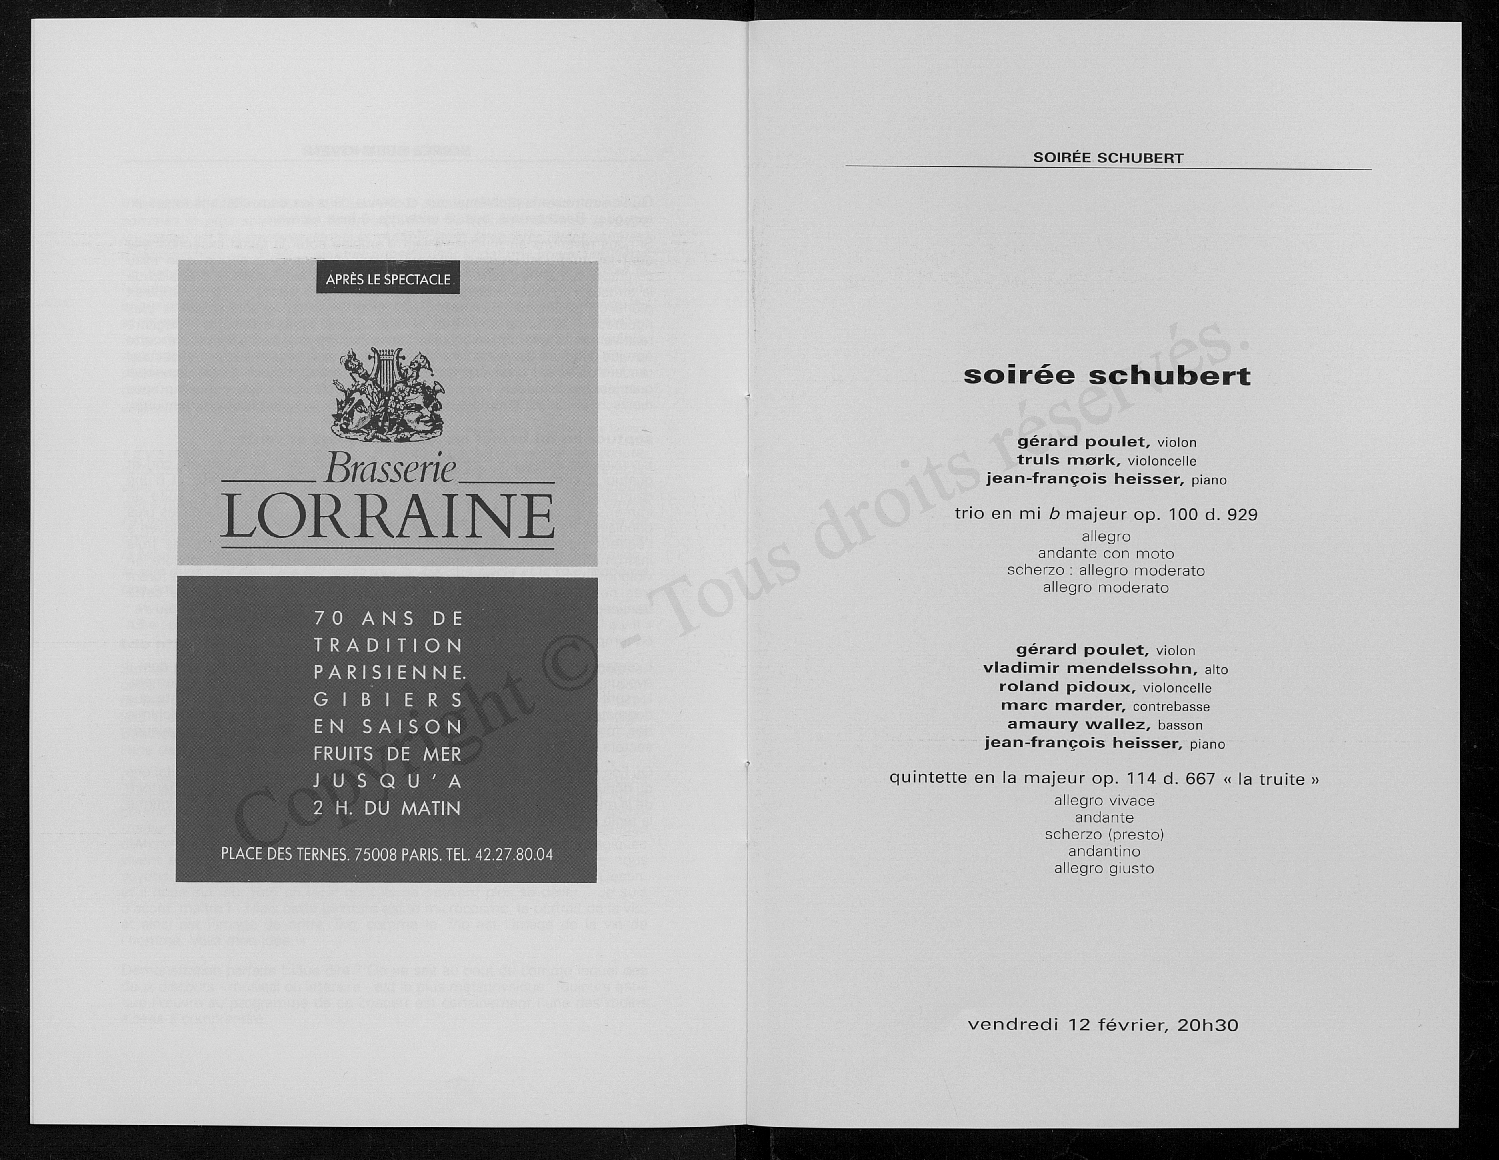 APRÈS LE SPECTACLE
Brasserie
LORRAINE
70 ANS DE
TRADITION
PARISIENNE.
GIBIERS
EN SAISON
FRUITS DE MER
JUSQU'A
2 H. DU MATIN
PLACE DES TERNES. 75008 PARIS. TEL. 42.27.80.04
SOIRÉE SCHUBERT
soirée schubert
gérard poulet, violon
truls mørk, violoncelle
jean-françois heisser, piano
trio en mi b majeur op. 100 d. 929
allegro
andante con moto
scherzo : allegro moderato
allegro moderato
gérard poulet, violon
vladimir mendelssohn, alto
roland pidoux, violoncelle
marc marder, contrebasse
amaury wallez, basson
jean-françois heisser, piano
quintette en la majeur op. 114 d. 667 « la truite »
allegro vivace
andante
scherzo (presto)
andantino
allegro giusto
vendredi 12 février, 20h30
Copyright © - Tous droits réservés.